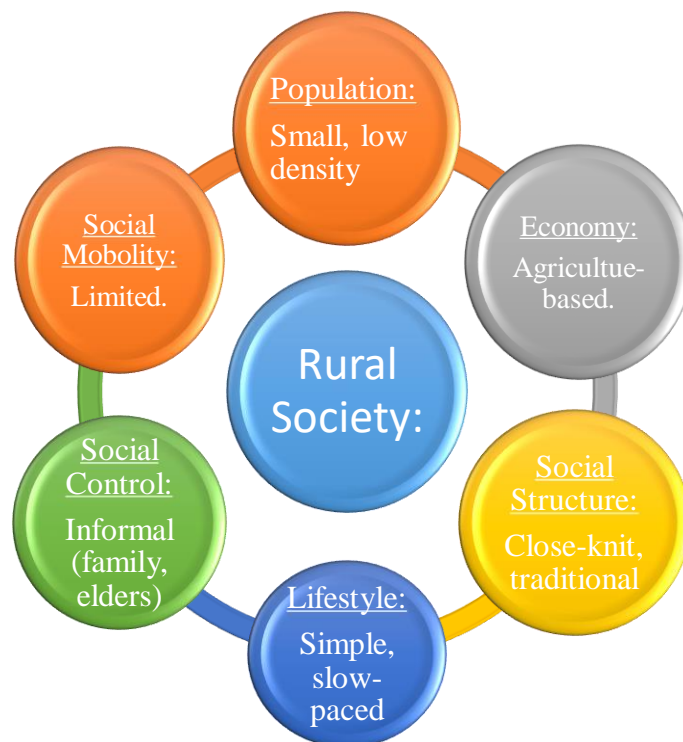 Population:
Small, low
density
Economy:
Agricultue-
based.
Social
Structure:
Close-knit,
traditional
Lifestyle:
Simple,
slow-
paced
Social
Control:
Informal
(family,
elders)
Social
Mobolity:
Limited.
Rural
Society: